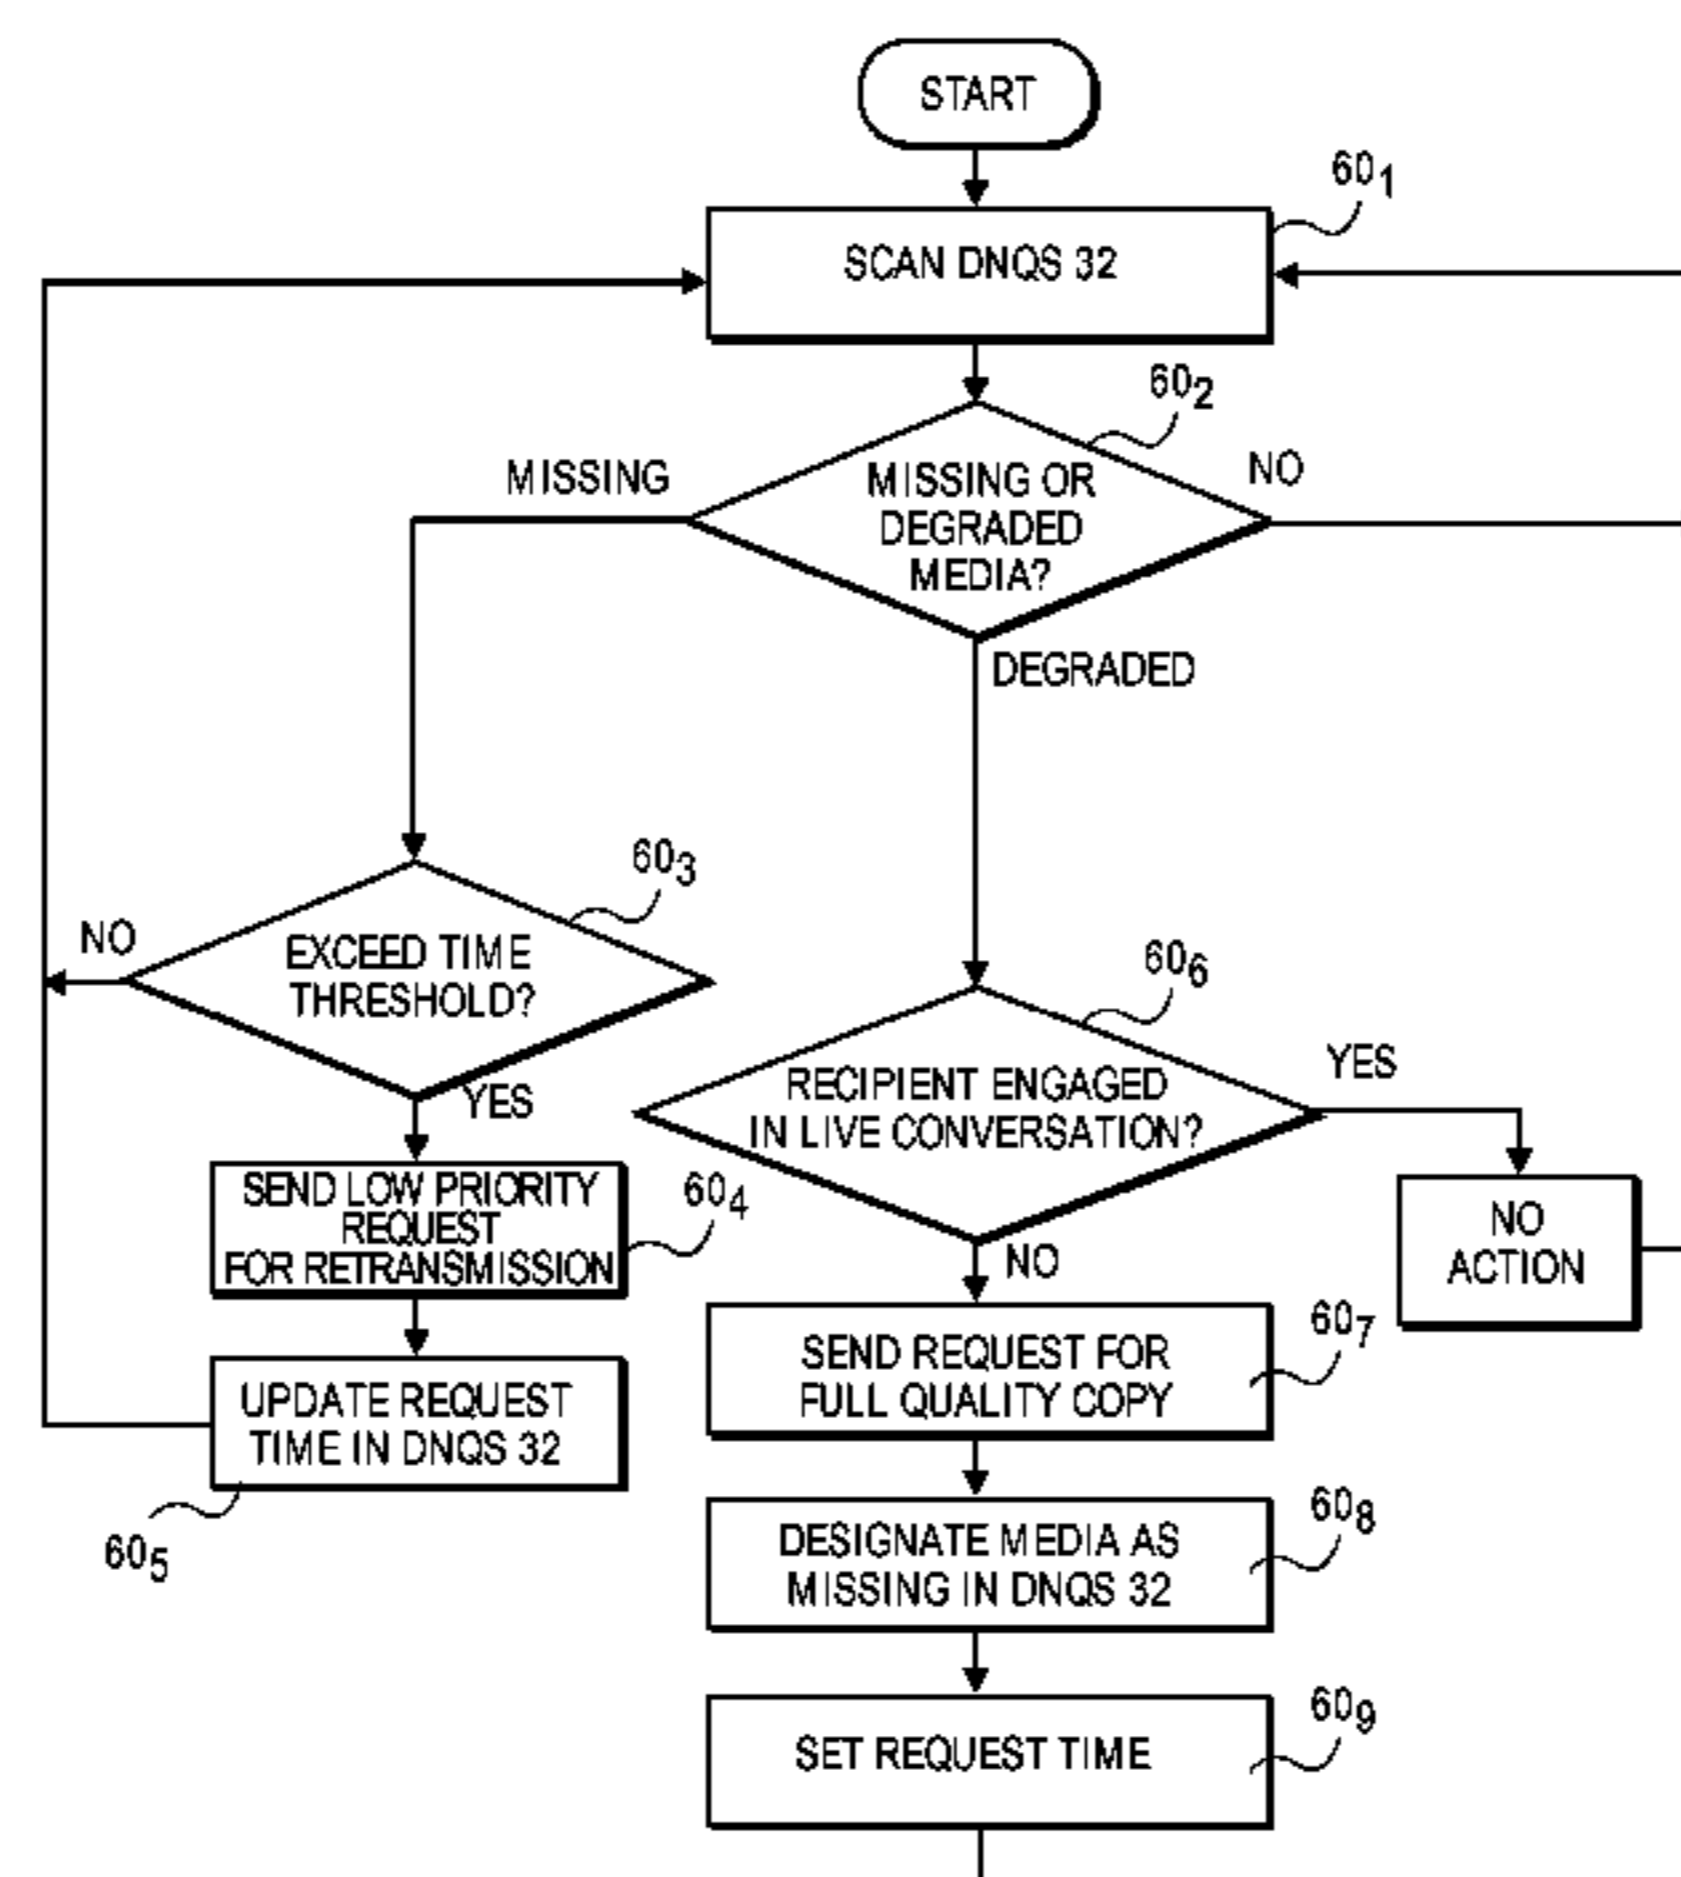 START
60₁
SCAN DNQS 32
60₂
MISSING
MISSING OR
DEGRADED
MEDIA?
NO
DEGRADED
60₃
NO
EXCEED TIME
THRESHOLD?
YES
60₆
RECIPIENT ENGAGED
IN LIVE CONVERSATION?
YES
SEND LOW PRIORITY
REQUEST
FOR RETRANSMISSION
60₄
NO
ACTION
NO
60₇
SEND REQUEST FOR
FULL QUALITY COPY
UPDATE REQUEST
TIME IN DNQS 32
60₅
60₈
DESIGNATE MEDIA AS
MISSING IN DNQS 32
60₉
SET REQUEST TIME